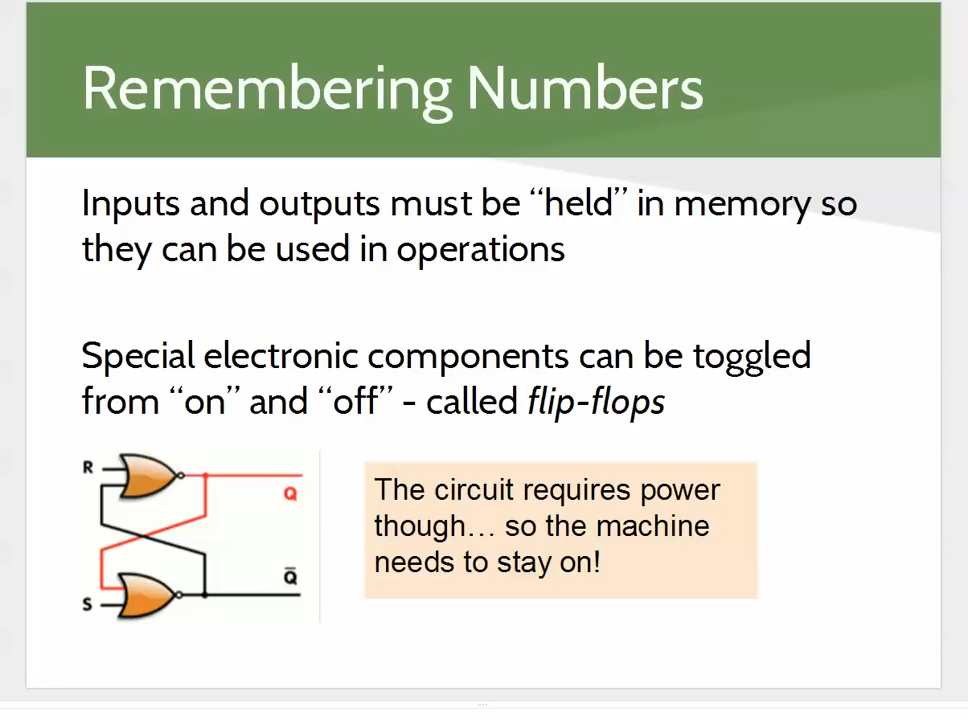 Remembering Numbers
Inputs and outputs must be “held” in memory so
they can be used in operations
Special electronic components can be toggled
from “on” and “off” - called flip-flops
R
Q
Q̅
S
The circuit requires power
though… so the machine
needs to stay on!